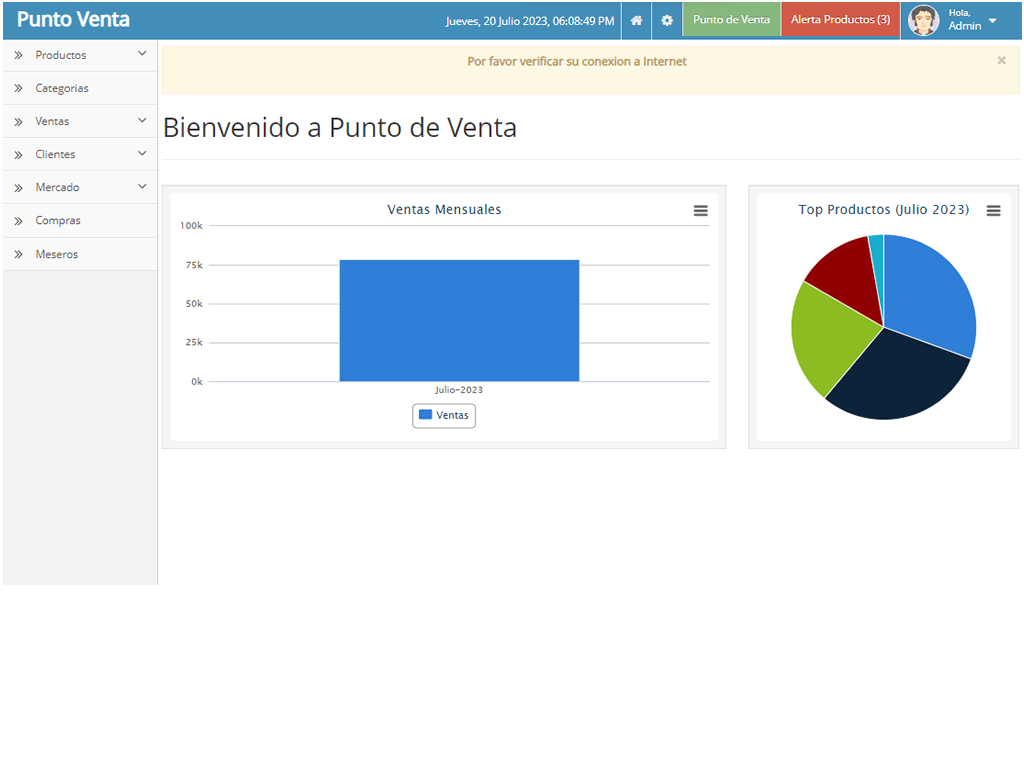 Punto Venta
Jueves, 20 Julio 2023, 06:08:49 PM
Punto de Venta
Alerta Productos (3)
Hola,
Admin
Productos
Categorias
Ventas
Clientes
Mercado
Compras
Meseros
Por favor verificar su conexion a Internet
×
Bienvenido a Punto de Venta
Ventas Mensuales
100k
75k
50k
25k
0k
Julio-2023
Ventas
Top Productos (Julio 2023)